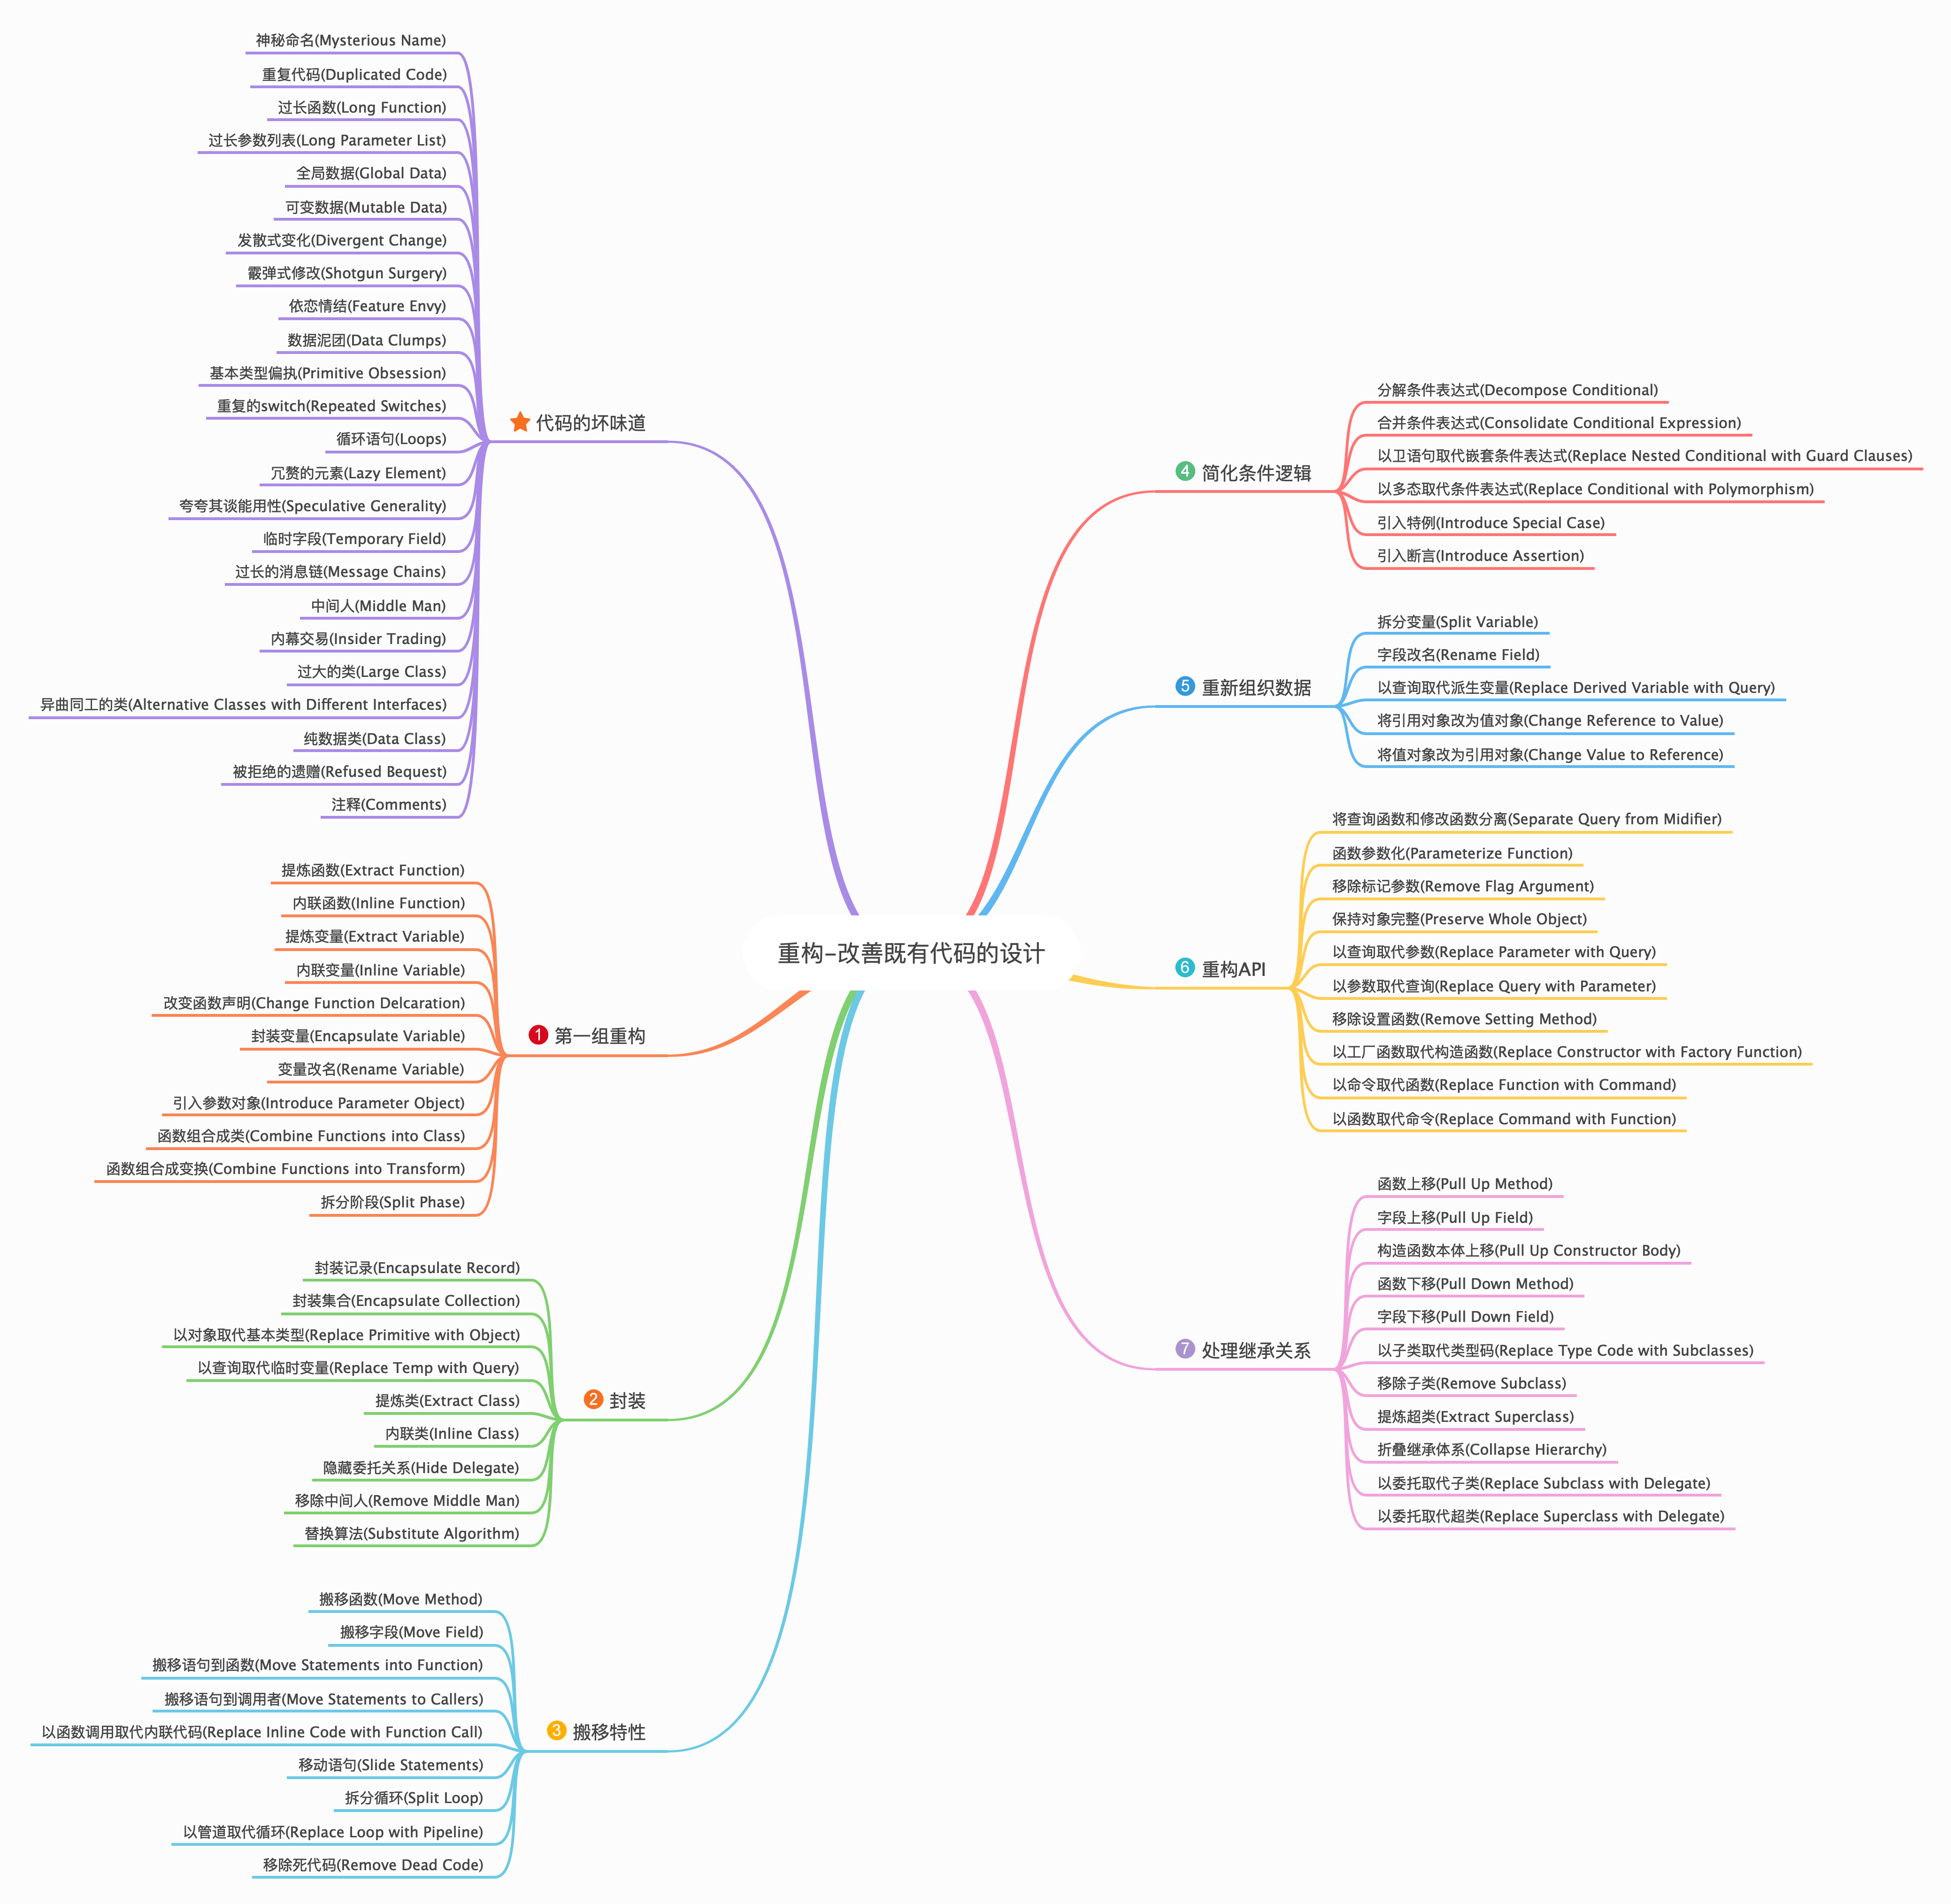 重构-改善既有代码的设计
代码的坏味道
神秘命名(Mysterious Name)
重复代码(Duplicated Code)
过长函数(Long Function)
过长参数列表(Long Parameter List)
全局数据(Global Data)
可变数据(Mutable Data)
发散式变化(Divergent Change)
霰弹式修改(Shotgun Surgery)
依恋情结(Feature Envy)
数据泥团(Data Clumps)
基本类型偏执(Primitive Obsession)
重复的switch(Repeated Switches)
循环语句(Loops)
冗赘的元素(Lazy Element)
夸夸其谈能用性(Speculative Generality)
临时字段(Temporary Field)
过长的消息链(Message Chains)
中间人(Middle Man)
内幕交易(Insider Trading)
过大的类(Large Class)
异曲同工的类(Alternative Classes with Different Interfaces)
纯数据类(Data Class)
被拒绝的遗赠(Refused Bequest)
注释(Comments)
1 第一组重构
提炼函数(Extract Function)
内联函数(Inline Function)
提炼变量(Extract Variable)
内联变量(Inline Variable)
改变函数声明(Change Function Delcaration)
封装变量(Encapsulate Variable)
变量改名(Rename Variable)
引入参数对象(Introduce Parameter Object)
函数组合成类(Combine Functions into Class)
函数组合成变换(Combine Functions into Transform)
拆分阶段(Split Phase)
2 封装
封装记录(Encapsulate Record)
封装集合(Encapsulate Collection)
以对象取代基本类型(Replace Primitive with Object)
以查询取代临时变量(Replace Temp with Query)
提炼类(Extract Class)
内联类(Inline Class)
隐藏委托关系(Hide Delegate)
移除中间人(Remove Middle Man)
替换算法(Substitute Algorithm)
3 搬移特性
搬移函数(Move Method)
搬移字段(Move Field)
搬移语句到函数(Move Statements into Function)
搬移语句到调用者(Move Statements to Callers)
以函数调用取代内联代码(Replace Inline Code with Function Call)
移动语句(Slide Statements)
拆分循环(Split Loop)
以管道取代循环(Replace Loop with Pipeline)
移除死代码(Remove Dead Code)
4 简化条件逻辑
分解条件表达式(Decompose Conditional)
合并条件表达式(Consolidate Conditional Expression)
以卫语句取代嵌套条件表达式(Replace Nested Conditional with Guard Clauses)
以多态取代条件表达式(Replace Conditional with Polymorphism)
引入特例(Introduce Special Case)
引入断言(Introduce Assertion)
5 重新组织数据
拆分变量(Split Variable)
字段改名(Rename Field)
以查询取代派生变量(Replace Derived Variable with Query)
将引用对象改为值对象(Change Reference to Value)
将值对象改为引用对象(Change Value to Reference)
6 重构API
将查询函数和修改函数分离(Separate Query from Midifier)
函数参数化(Parameterize Function)
移除标记参数(Remove Flag Argument)
保持对象完整(Preserve Whole Object)
以查询取代参数(Replace Parameter with Query)
以参数取代查询(Replace Query with Parameter)
移除设置函数(Remove Setting Method)
以工厂函数取代构造函数(Replace Constructor with Factory Function)
以命令取代函数(Replace Function with Command)
以函数取代命令(Replace Command with Function)
7 处理继承关系
函数上移(Pull Up Method)
字段上移(Pull Up Field)
构造函数本体上移(Pull Up Constructor Body)
函数下移(Pull Down Method)
字段下移(Pull Down Field)
以子类取代类型码(Replace Type Code with Subclasses)
移除子类(Remove Subclass)
提炼超类(Extract Superclass)
折叠继承体系(Collapse Hierarchy)
以委托取代子类(Replace Subclass with Delegate)
以委托取代超类(Replace Superclass with Delegate)